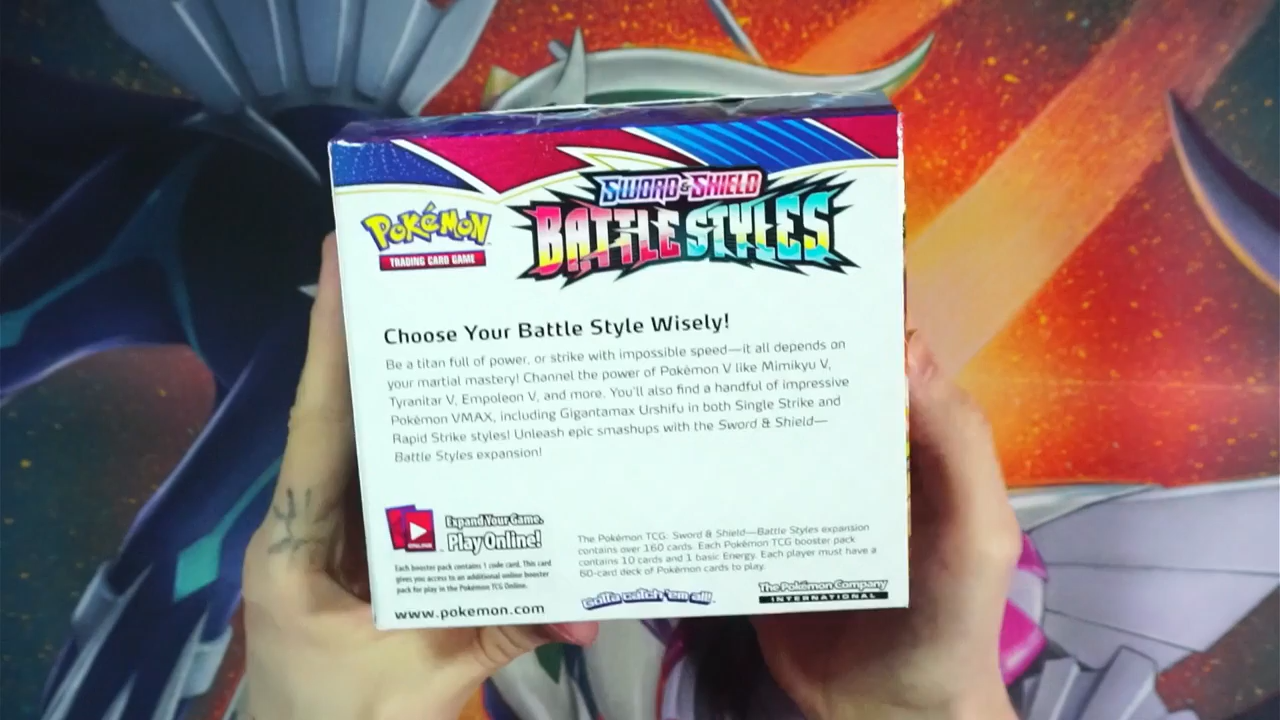 SWORD & SHIELD
POKéMON
BATTLE STYLES
TRADING CARD GAME
Choose Your Battle Style Wisely!
Be a titan full of power, or strike with impossible speed—it all depends on
your martial mastery! Channel the power of Pokémon V like Mimikyu V,
Tyranitar V, Empoleon V, and more. You'll also find a handful of impressive
Pokémon VMAX, including Gigantamax Urshifu in both Single Strike and
Rapid Strike styles! Unleash epic smashups with the Sword & Shield—
Battle Styles expansion!
Expand Your Game.
Play Online!
ONLINE
Each booster pack contains 1 code card. This card
gives you access to an additional online booster
pack for play in the Pokémon TCG Online.
www.pokemon.com
The Pokémon TCG: Sword & Shield—Battle Styles expansion
contains over 160 cards. Each Pokémon TCG booster pack
contains 10 cards and 1 basic Energy. Each player must have a
60-card deck of Pokémon cards to play.
Gotta catch 'em all!
The Pokémon Company
INTERNATIONAL